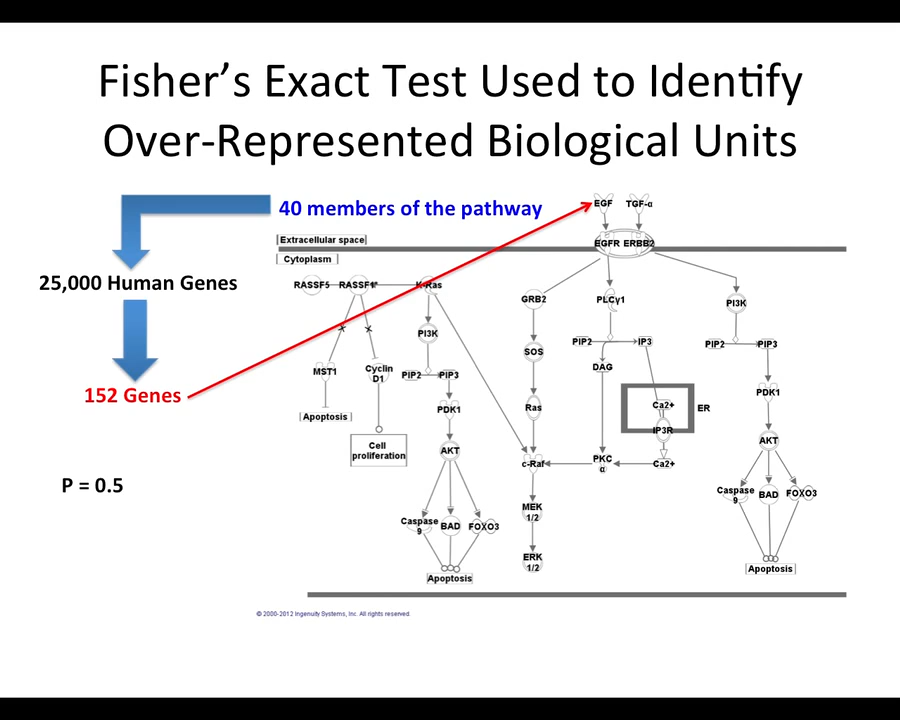 Fisher’s Exact Test Used to Identify
Over-Represented Biological Units
40 members of the pathway
25,000 Human Genes
152 Genes
P = 0.5
EGF TGF-α
Extracellular space
EGFR ERBB2
Cytoplasm
RASSF5 RASSF1* K-Ras
GRB2 PLCγ1 PI3K
PI3K
PIP2 IP3 PIP2 PIP3
SOS
DAG
MST1 Cyclin
D1
PIP2 PIP3
PDK1
PDK1
Ras
Ca2+ ER
IP3R
Apoptosis
Cell
proliferation
AKT
AKT
c-Raf PKC
α
Ca2+
Caspase
9
BAD FOXO3
MEK
1/2
Caspase
9
BAD FOXO3
ERK
1/2
Apoptosis
Apoptosis
© 2000-2012 Ingenuity Systems, Inc. All rights reserved.